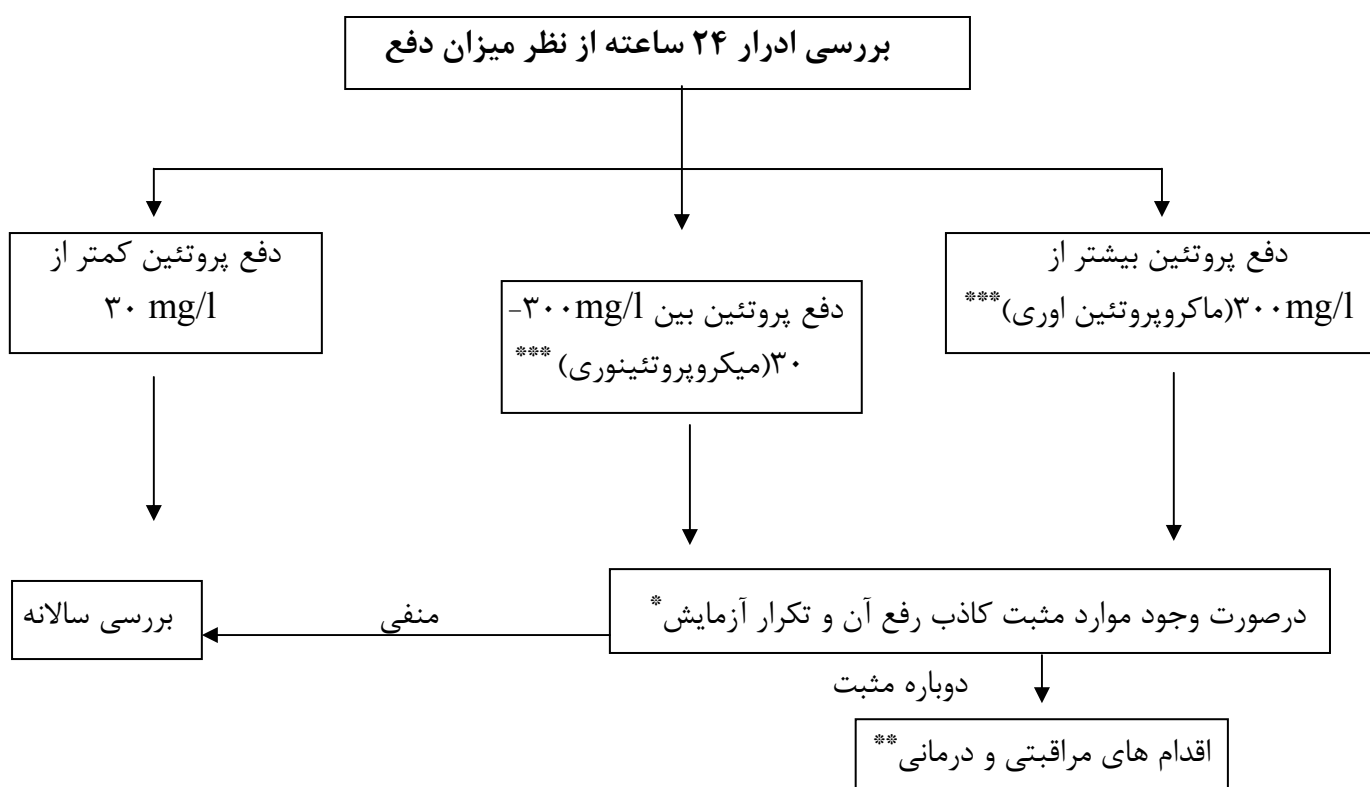 بررسی ادرار ۲۴ ساعته از نظر میزان دفع
دفع پروتئین بیشتر از
۳۰۰mg/l(ماکروپروتئین اوری)***
دفع پروتئین بین ۳۰۰mg/l-
۳۰(میکروپروتئینوری)***
دفع پروتئین کمتر از
۳۰ mg/l
درصورت وجود موارد مثبت کاذب رفع آن و تکرار آزمایش*
منفی
بررسی سالانه
دوباره مثبت
اقدام های مراقبتی و درمانی**